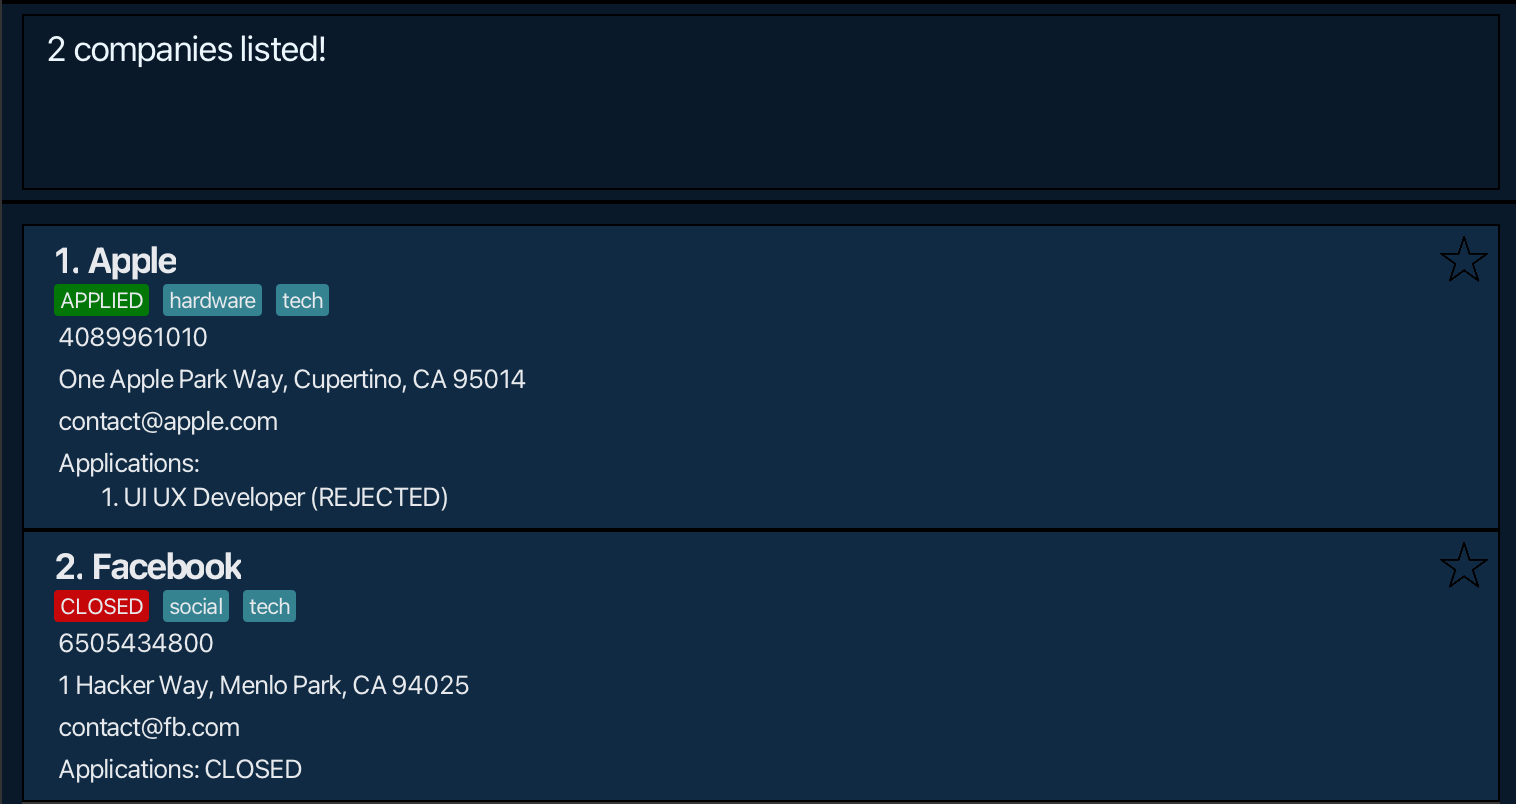 2 companies listed!
1. Apple
APPLIED hardware tech
4089961010
One Apple Park Way, Cupertino, CA 95014
contact@apple.com
Applications:
1. UI UX Developer (REJECTED)
2. Facebook
CLOSED social tech
6505434800
1 Hacker Way, Menlo Park, CA 94025
contact@fb.com
Applications: CLOSED